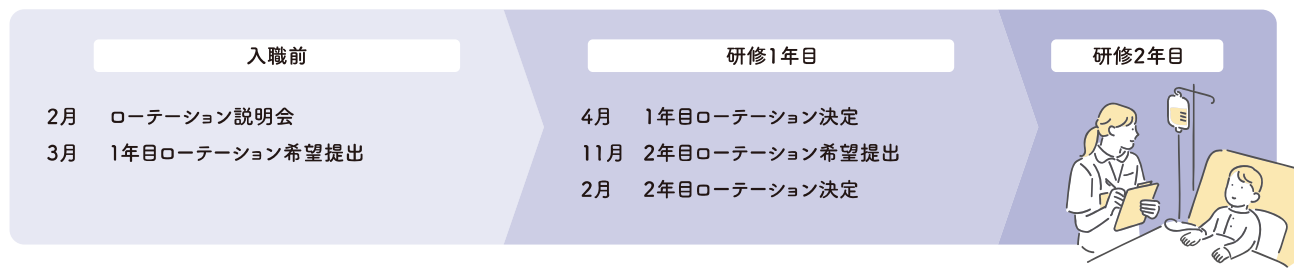 入職前
2月 ローテーション説明会
3月 1年目ローテーション希望提出
研修1年目
4月 1年目ローテーション決定
11月 2年目ローテーション希望提出
2月 2年目ローテーション決定
研修2年目